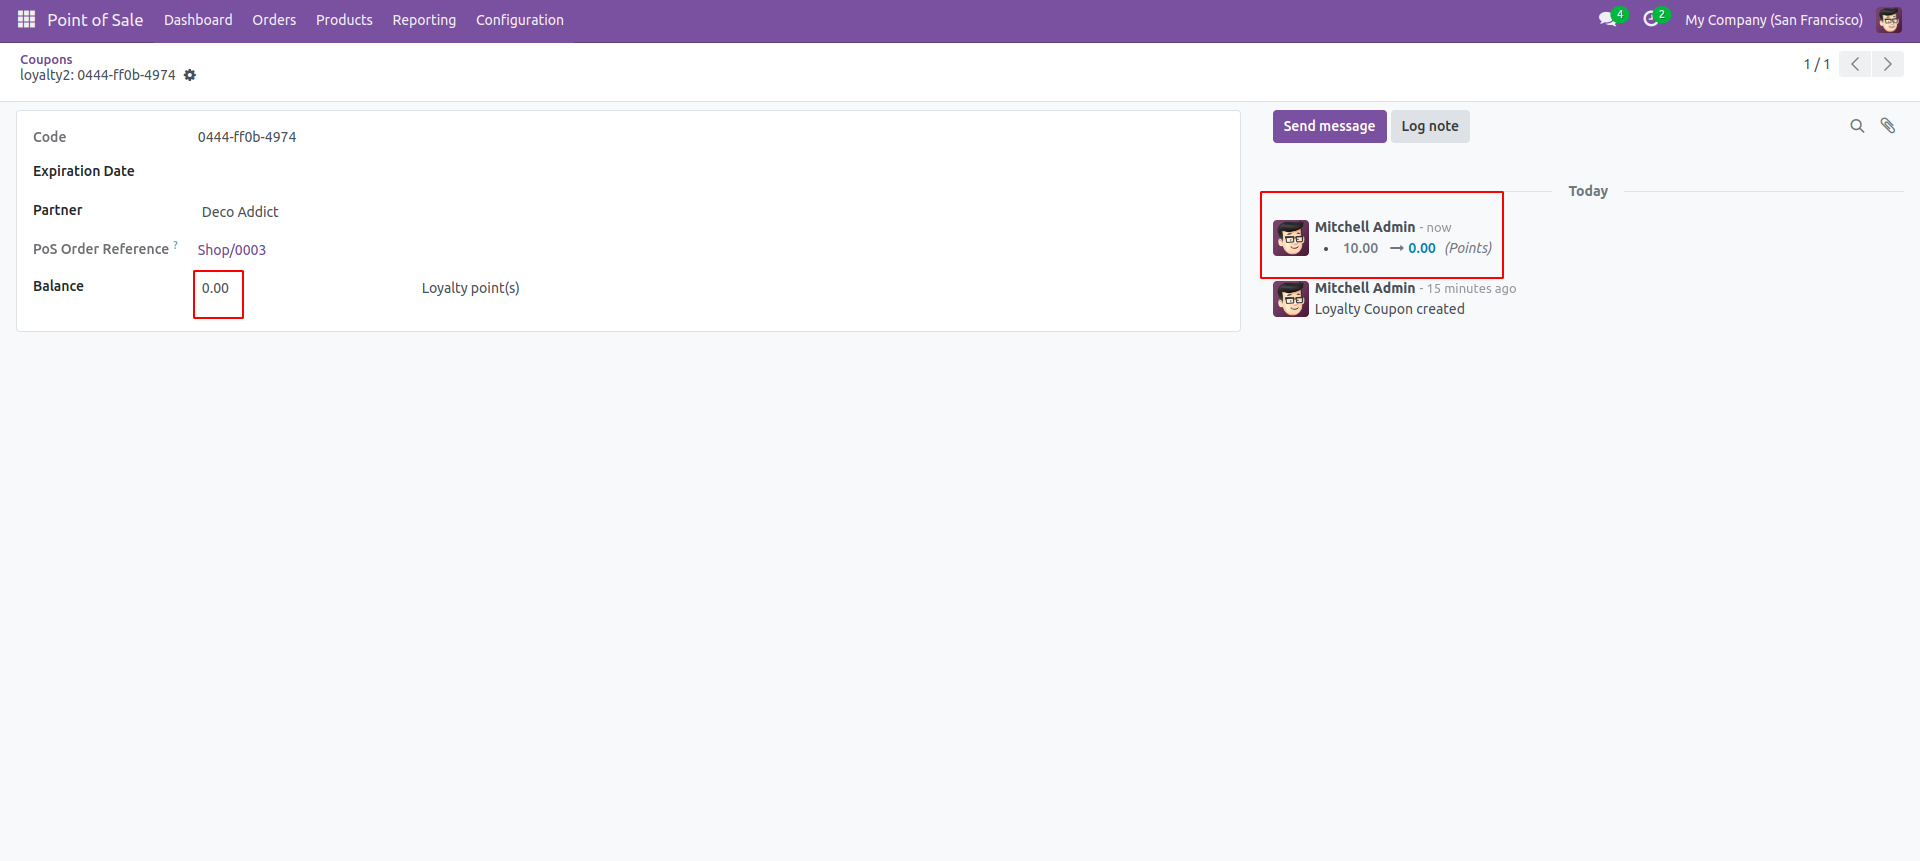 Point of Sale Dashboard Orders Products Reporting Configuration 4 2 My Company (San Francisco)
Coupons
loyalty2: 0444-ff0b-4974
1 / 1
Code 0444-ff0b-4974
Expiration Date
Partner Deco Addict
PoS Order Reference ? Shop/0003
Balance 0.00 Loyalty point(s)
Send message Log note
Today
Mitchell Admin - now
• 10.00 → 0.00 (Points)
Mitchell Admin - 15 minutes ago
Loyalty Coupon created